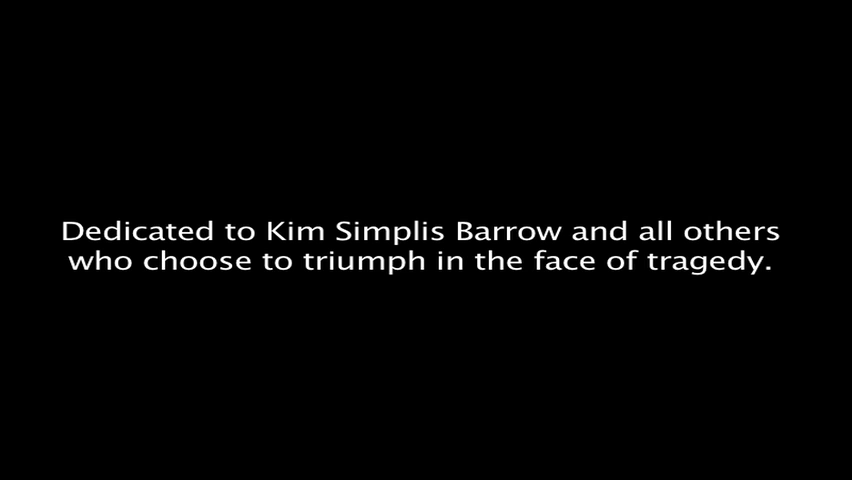 Dedicated to Kim Simplis Barrow and all others
who choose to triumph in the face of tragedy.